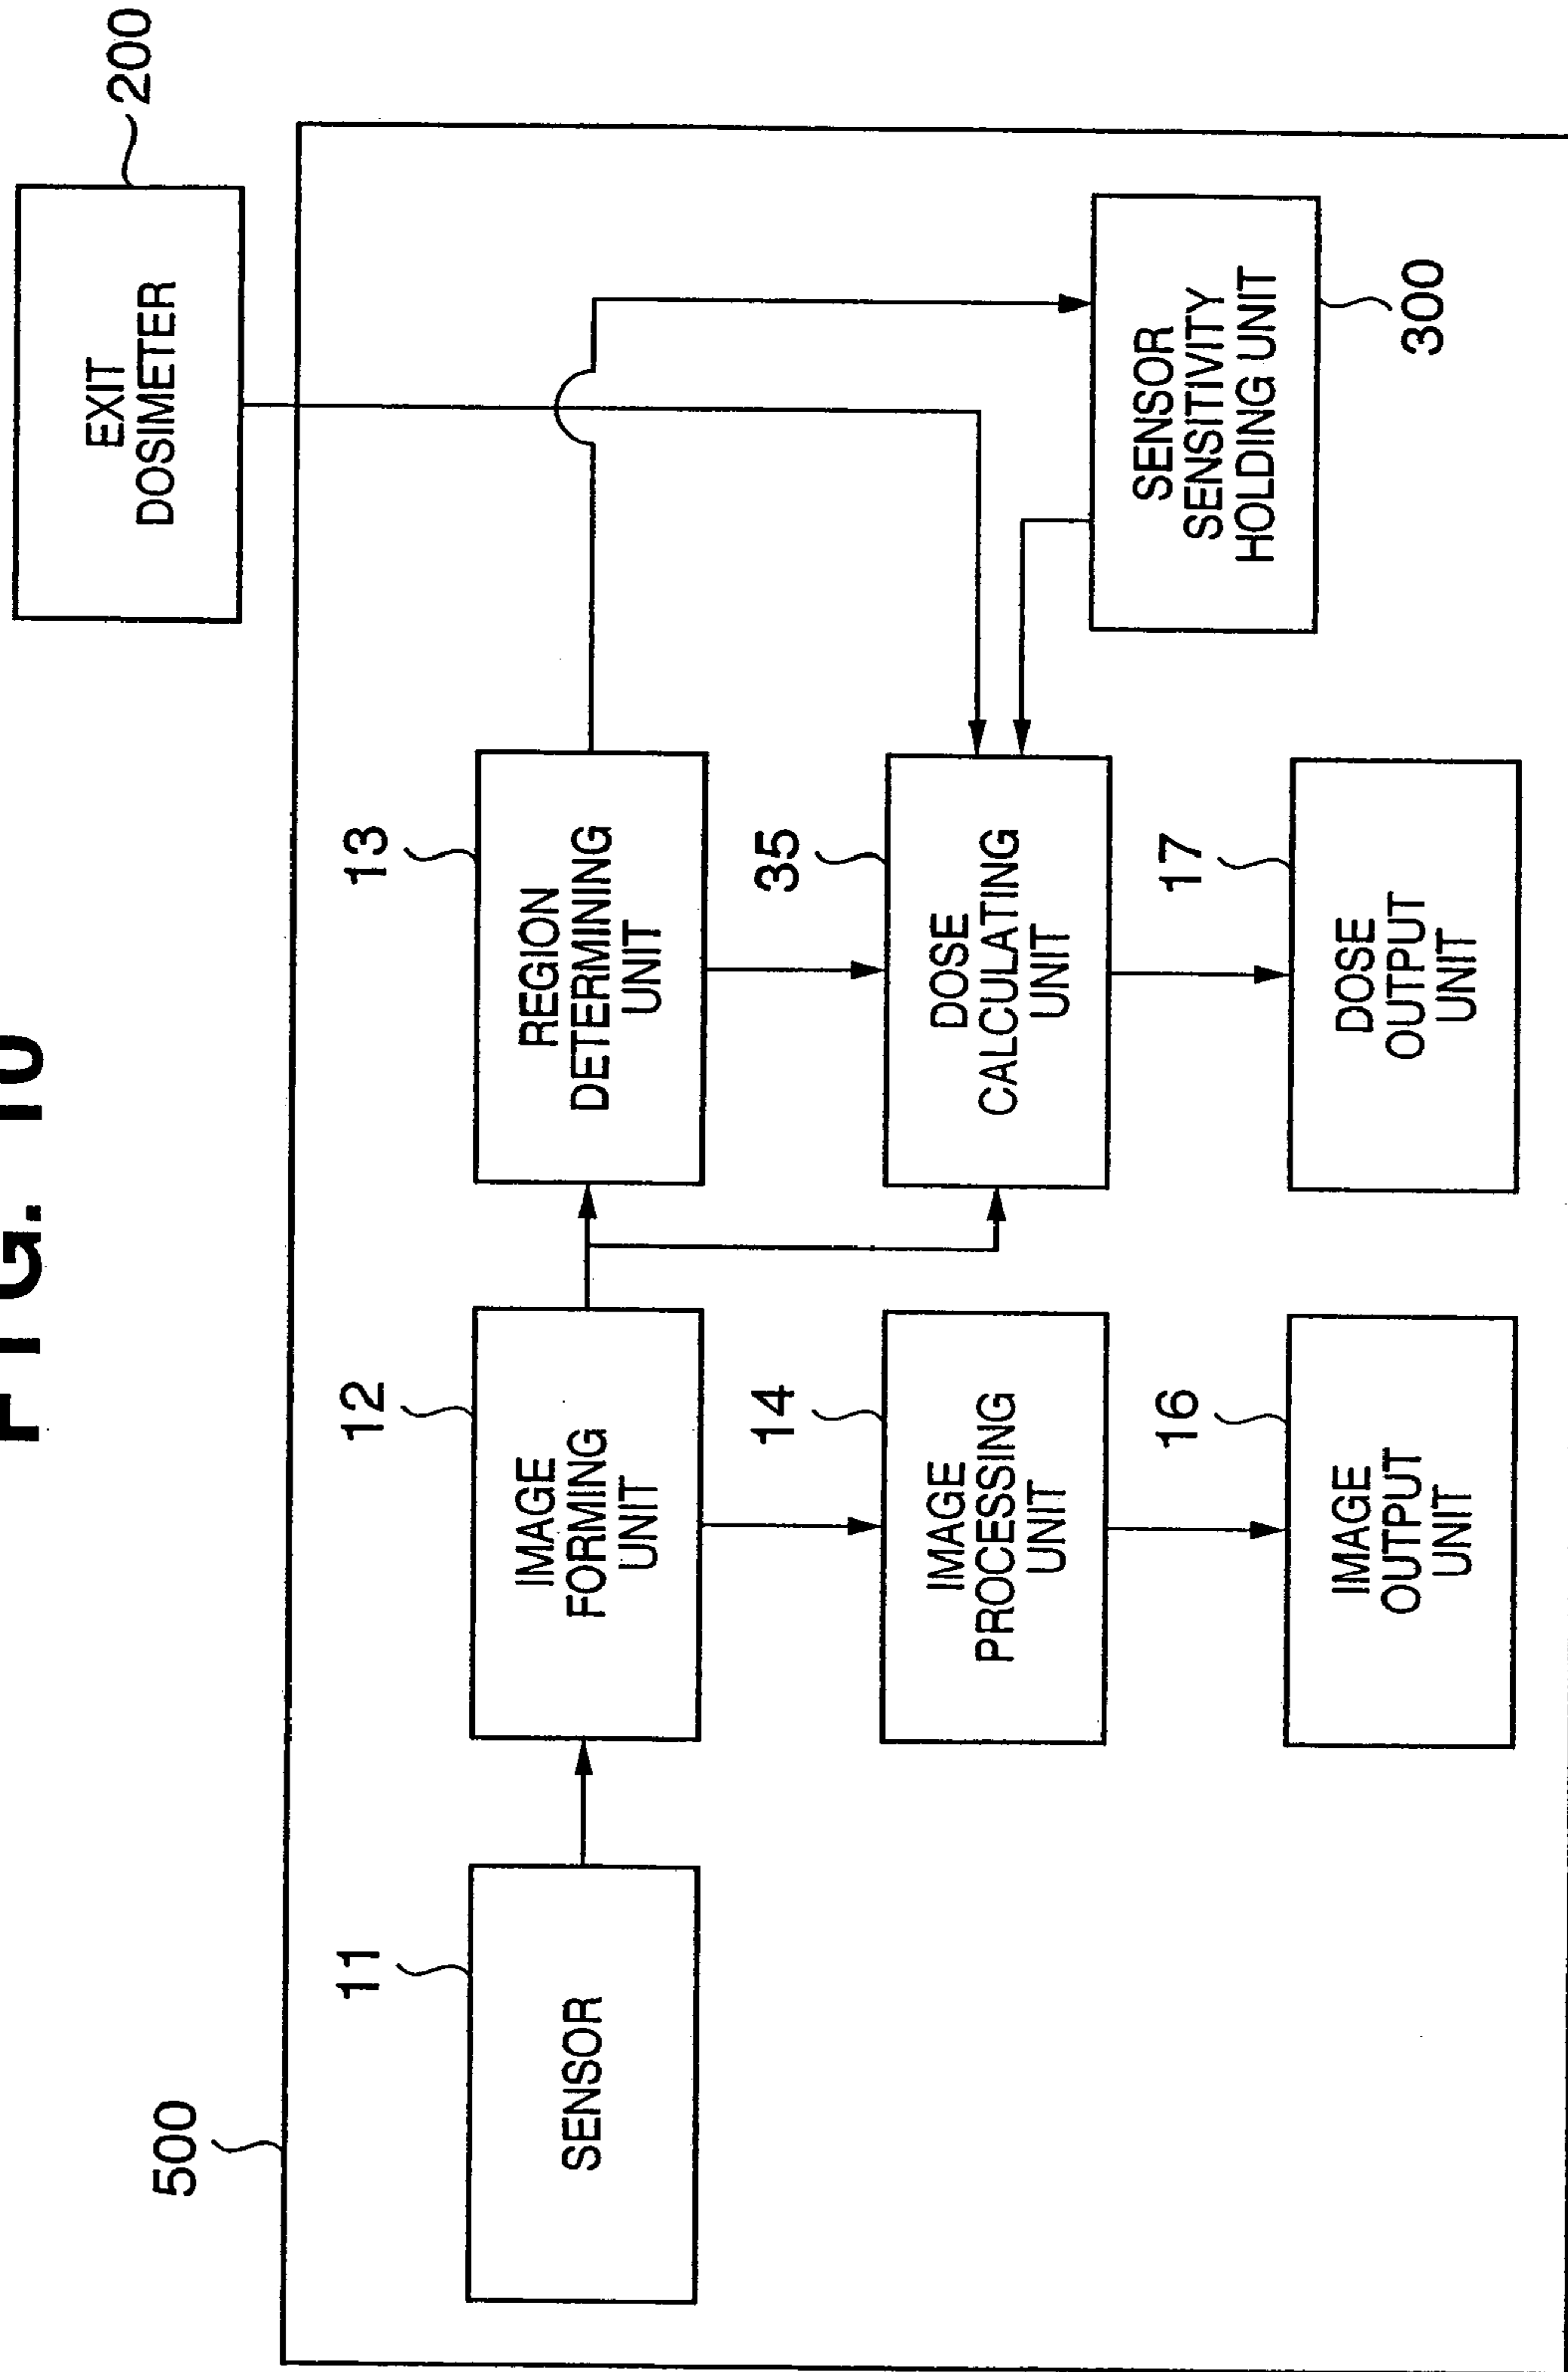 FIG. 10
EXIT
DOSIMETER
200
500
11
SENSOR
12
IMAGE
FORMING
UNIT
13
REGION
DETERMINING
UNIT
14
IMAGE
PROCESSING
UNIT
35
DOSE
CALCULATING
UNIT
SENSOR
SENSITIVITY
HOLDING UNIT
300
16
IMAGE
OUTPUT
UNIT
17
DOSE
OUTPUT
UNIT